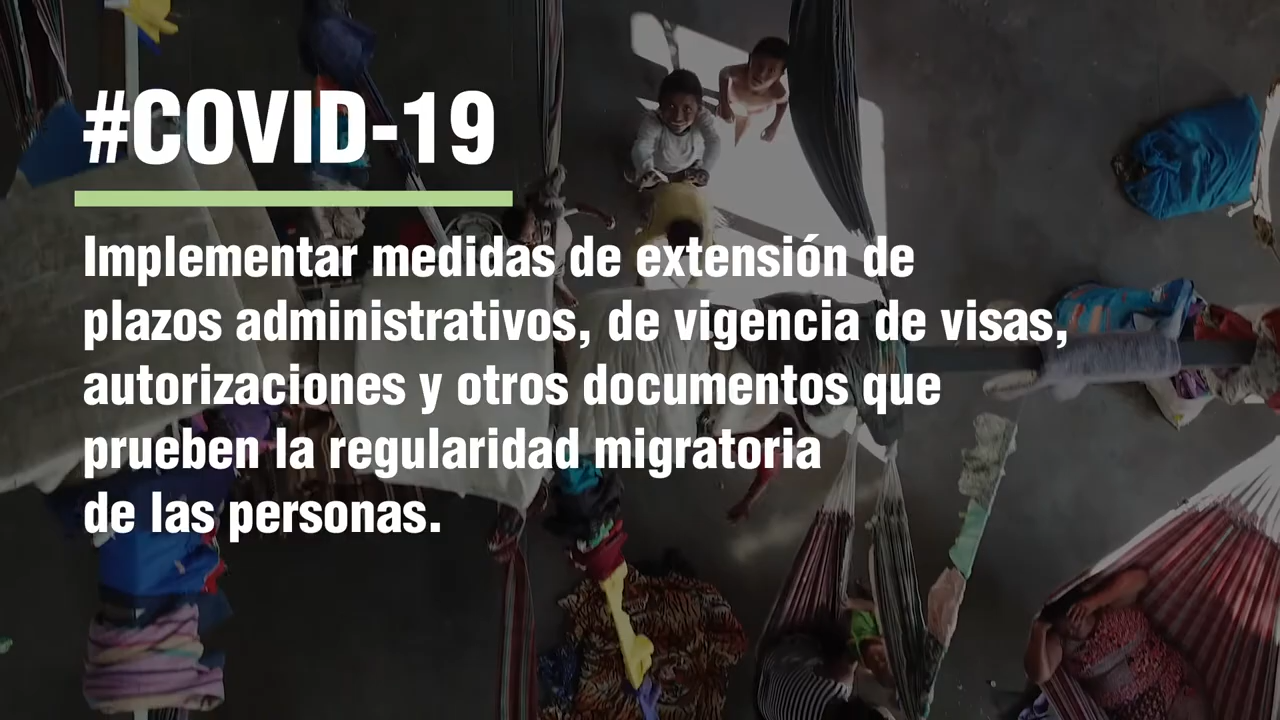 #COVID-19
Implementar medidas de extensión de
plazos administrativos, de vigencia de visas,
autorizaciones y otros documentos que
prueben la regularidad migratoria
de las personas.